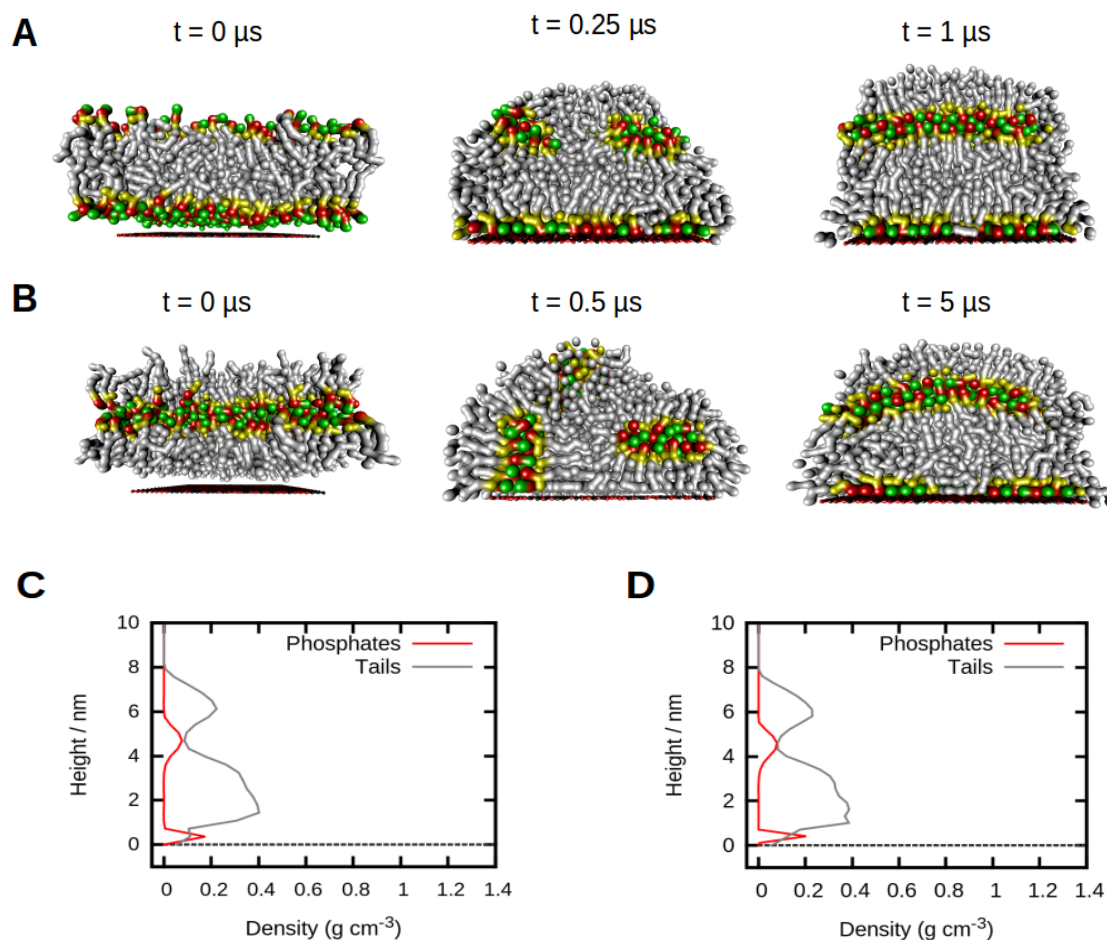 A
t = 0 µs
t = 0.25 µs
t = 1 µs
B
t = 0 µs
t = 0.5 µs
t = 5 µs
C
10
8
6
4
2
0
Height / nm
Phosphates
Tails
0 0.2 0.4 0.6 0.8 1 1.2 1.4
Density (g cm⁻³)
D
10
8
6
4
2
0
Height / nm
Phosphates
Tails
0 0.2 0.4 0.6 0.8 1 1.2 1.4
Density (g cm⁻³)